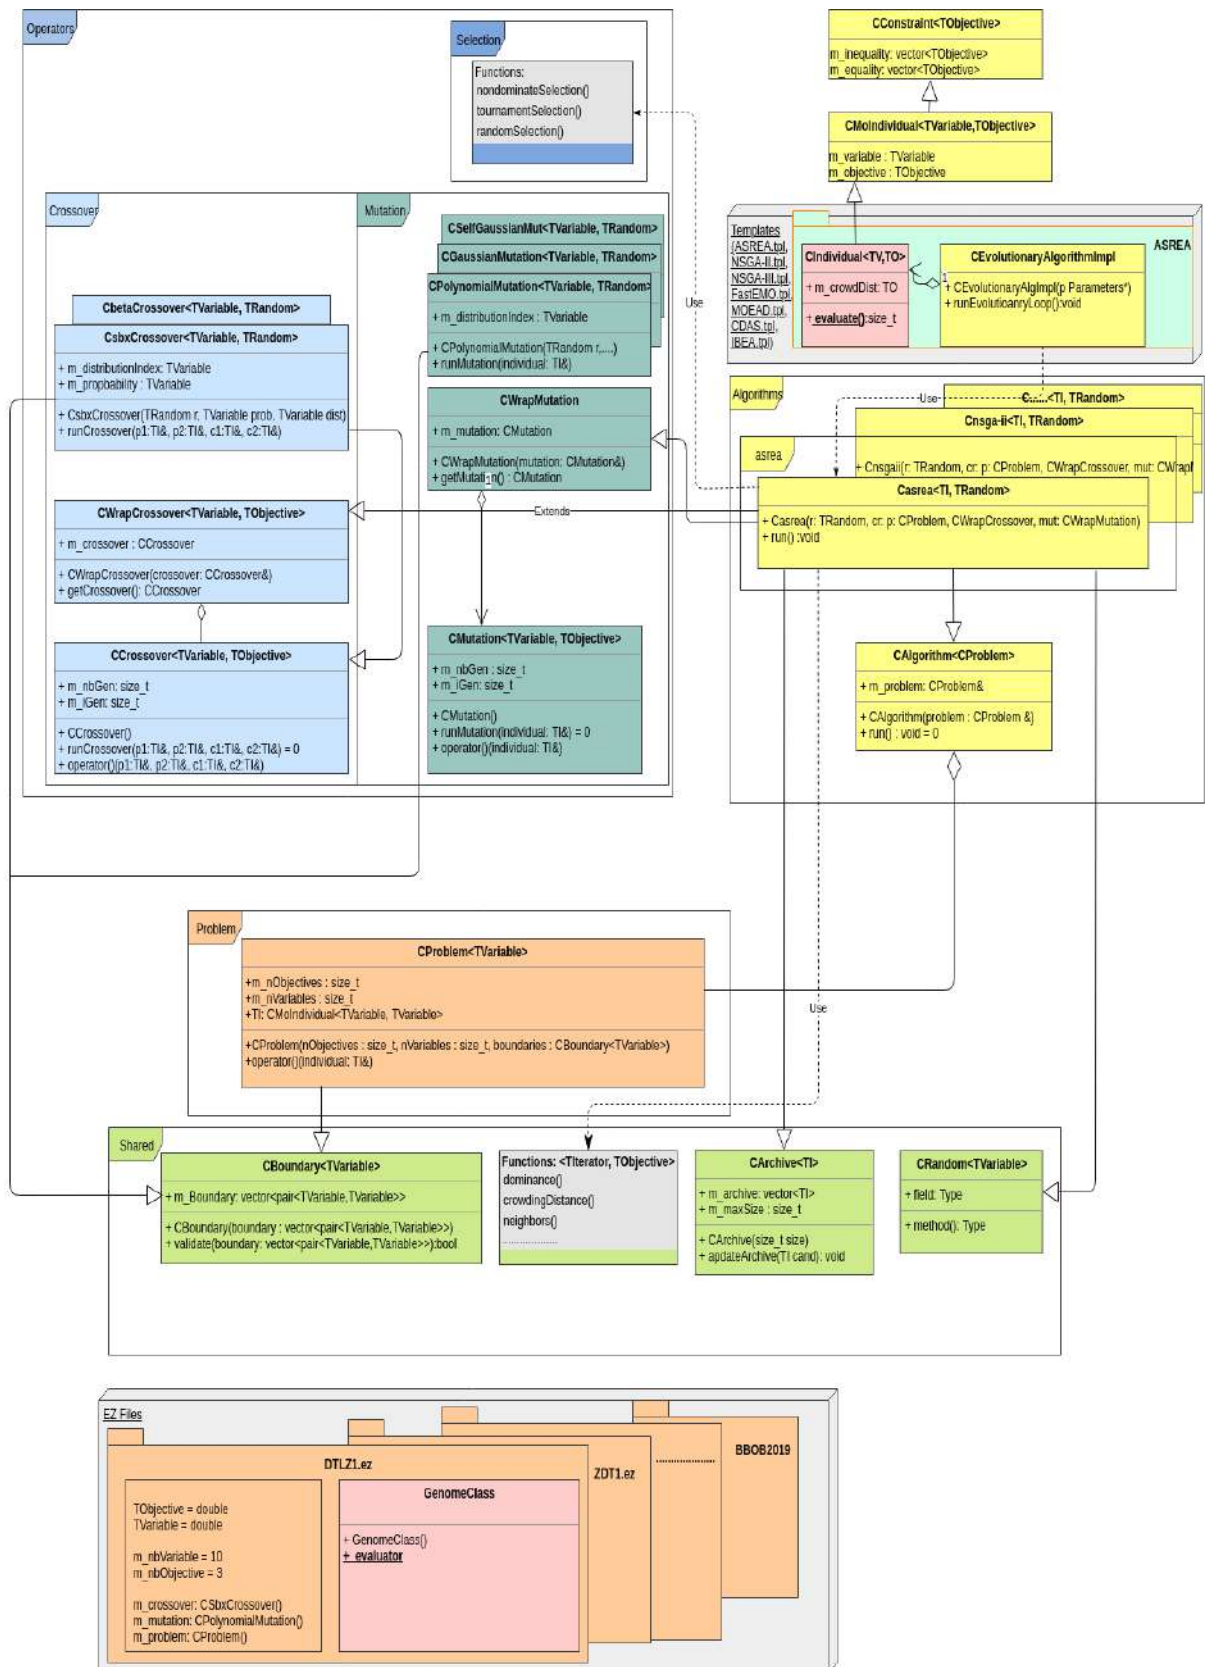 Operators
Selection
Functions:
nondominateSelection()
tournamentSelection()
randomSelection()
CConstraint<TObjective>
m_inequality: vector<TObjective>
m_equality: vector<TObjective>
CMoIndividual<TVariable,TObjective>
m_variable : TVariable
m_objective : TObjective
Templates
(ASREA.tpl,
NSGA-II.tpl,
NSGA-III.tpl,
FastEMO.tpl,
MOEAD.tpl,
CDAS.tpl,
IBEA.tpl)
ASREA
CIndividual<TV,TO>
+ m_crowdDist: TO
+ evaluate():size_t
1
CEvolutionaryAlgorithmImpl
+ CEvolutionaryAlgImpl(p Parameters*)
+ runEvoluticanryLoop():void
Crossover
CbetaCrossover<TVariable, TRandom>
CsbxCrossover<TVariable, TRandom>
+ m_distributionIndex: TVariable
+ m_propbability : TVariable
+ CsbxCrossover(TRandom r, TVariable prob, TVariable dist)
+ runCrossover(p1:TI&, p2:TI&, c1:TI&, c2:TI&)
CWrapCrossover<TVariable, TObjective>
+ m_crossover : CCrossover
+ CWrapCrossover(crossover: CCrossover&)
+ getCrossover(): CCrossover
CCrossover<TVariable, TObjective>
+ m_nbGen: size_t
+ m_iGen: size_t
+ CCrossover()
+ runCrossover(p1:TI&, p2:TI&, c1:TI&, c2:TI&) = 0
+ operator()(p1:TI&, p2:TI&, c1:TI&, c2:TI&)
Mutation
CSelfGaussianMut<TVariable, TRandom>
CGaussianMutation<TVariable, TRandom>
CPolynomialMutation<TVariable, TRandom>
+ m_distributionIndex : TVariable
+ CPolynomialMutation(TRandom r,....)
+ runMutation(individual: TI&)
CWrapMutation
+ m_mutation: CMutation
+ CWrapMutation(mutation: CMutation&)
+ getMutation() : CMutation
1
CMutation<TVariable, TObjective>
+ m_nbGen : size_t
+ m_iGen: size_t
+ CMutation()
+ runMutation(individual: TI&) = 0
+ operator()(individual: TI&)
Use
Extends
Algorithms
Use
C......<TI, TRandom>
Cnsga-ii<TI, TRandom>
+ Cnsgaii(r: TRandom, cr: p: CProblem, CWrapCrossover, mut: CWrapM
asrea
Casrea<TI, TRandom>
+ Casrea(r: TRandom, cr: p: CProblem, CWrapCrossover, mut: CWrapMutation)
+ run() :void
CAlgorithm<CProblem>
+ m_problem: CProblem&
+ CAlgorithm(problem : CProblem &)
+ run() : void = 0
Problem
CProblem<TVariable>
+m_nObjectives : size_t
+m_nVariables : size_t
+TI: CMoIndividual<TVariable, TVariable>
+CProblem(nObjectives : size_t, nVariables : size_t, boundaries : CBoundary<TVariable>)
+operator()(individual: TI&)
Use
Shared
CBoundary<TVariable>
+ m_Boundary: vector<pair<TVariable,TVariable>>
+ CBoundary(boundary : vector<pair<TVariable,TVariable>>)
+ validate(boundary: vector<pair<TVariable,TVariable>>):bool
Functions: <TIterator, TObjective>
dominance()
crowdingDistance()
neighbors()
...................
CArchive<TI>
+ m_archive: vector<TI>
+ m_maxSize : size_t
+ CArchive(size_t size)
+ apdateArchive(TI cand): void
CRandom<TVariable>
+ field: Type
+ method(): Type
EZ Files
DTLZ1.ez
TObjective = double
TVariable = double
m_nbVariable = 10
m_nbObjective = 3
m_crossover: CSbxCrossover()
m_mutation: CPolynomialMutation()
m_problem: CProblem()
GenomeClass
+ GenomeClass()
+ evaluator
ZDT1.ez
....................
BBOB2019